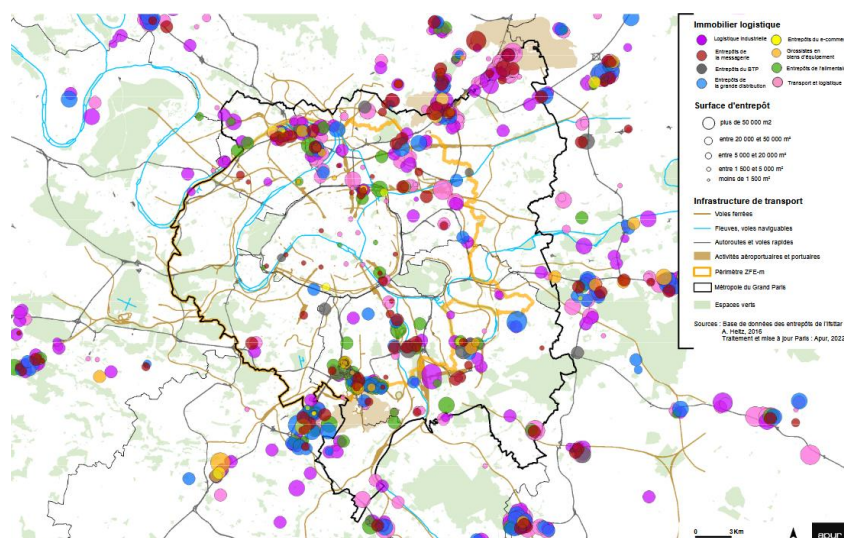 Immobilier logistique
Logistique industrielle
Entrepôts de
la messagerie
Entrepôts du BTP
Entrepôts de
la grande distribution
Entrepôts du e-comme
Grossistes en
biens d'équipement
Entrepôts de l'alimenta
Transport et logistique
Surface d'entrepôt
plus de 50 000 m2
entre 20 000 et 50 000 m²
entre 5 000 et 20 000 m²
entre 1 500 et 5 000 m²
moins de 1 500 m²
Infrastructure de transport
Voies ferrées
Fleuves, voies naviguables
Autoroutes et voies rapides
Activités aéroportuaires et portuaires
Périmètre ZFE-m
Métropole du Grand Paris
Espaces verts
Sources : Base de données des entrepôts de l'Ifsttar
A. Heitz, 2016
Traitement et mise à jour Paris : Apur, 2022
0 3 Km
apur